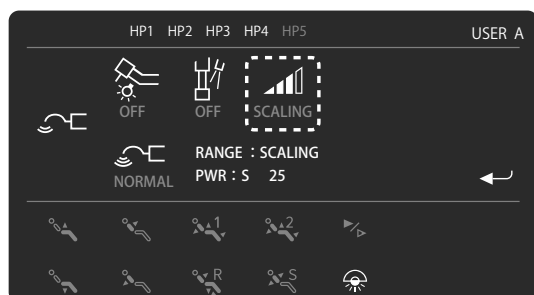 HP1 HP2 HP3 HP4 HP5 USER A
OFF OFF SCALING
NORMAL
RANGE : SCALING
PWR : S 25
1 2
R S